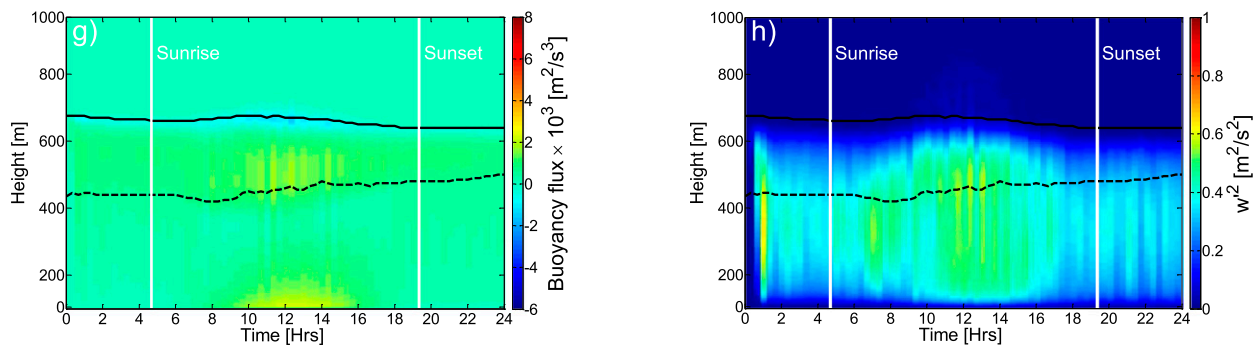 g)
1000
800
600
400
200
0
Height [m]
Sunrise
Sunset
0 2 4 6 8 10 12 14 16 18 20 22 24
Time [Hrs]
8
6
4
2
0
-2
-4
-6
Buoyancy flux × 10³ [m²/s³]
h)
1000
800
600
400
200
0
Height [m]
Sunrise
Sunset
0 2 4 6 8 10 12 14 16 18 20 22 24
Time [Hrs]
1
0.8
0.6
0.4
0.2
0
w'² [m²/s²]